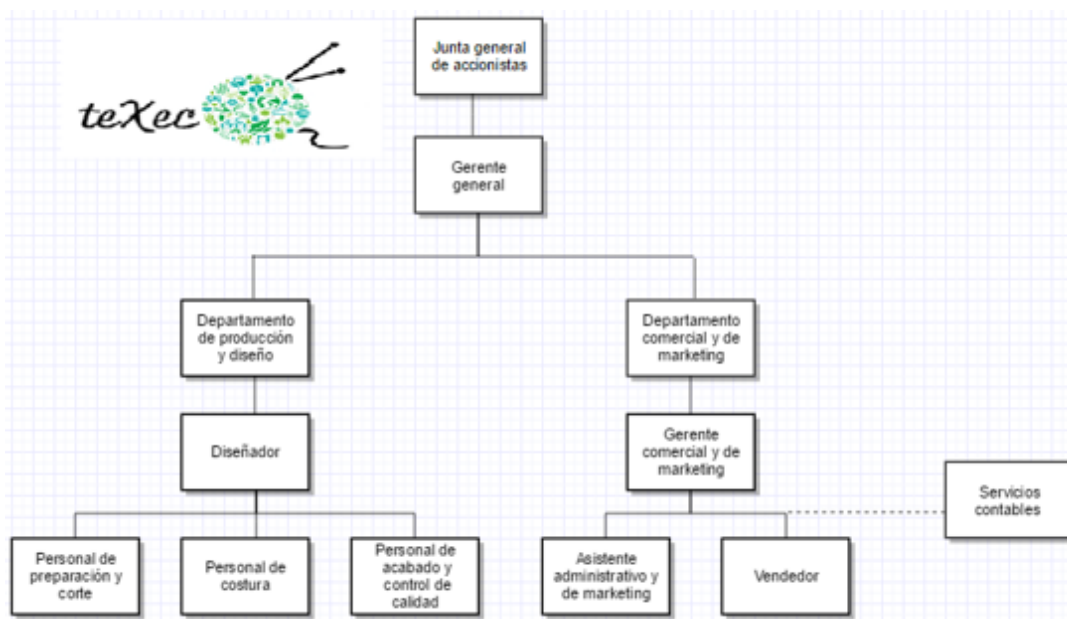 Junta general
de accionistas
teXec
Gerente
general
Departamento
de producción
y diseño
Departamento
comercial y de
marketing
Diseñador
Gerente
comercial y de
marketing
Servicios
contables
Personal de
preparación y
corte
Personal de
costura
Personal de
acabado y
control de
calidad
Asistente
administrativo y
de marketing
Vendedor